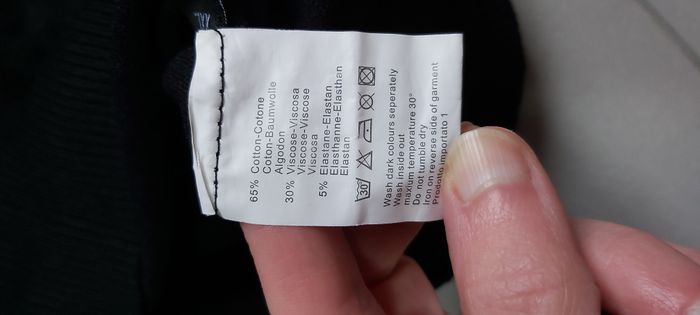 65% Cotton-Cotone
Coton-Baumwolle
Algodon
30% Viscose-Viscosa
Viscose-Viscose
Viscosa
5% Elastane-Elastan
Elasthanne-Elasthan
Elastan
30°
Wash dark colours seperately
Wash inside out
maxium temperature 30°
Do not tumble dry
Iron on reverse side of garment
Prodotto importato 1